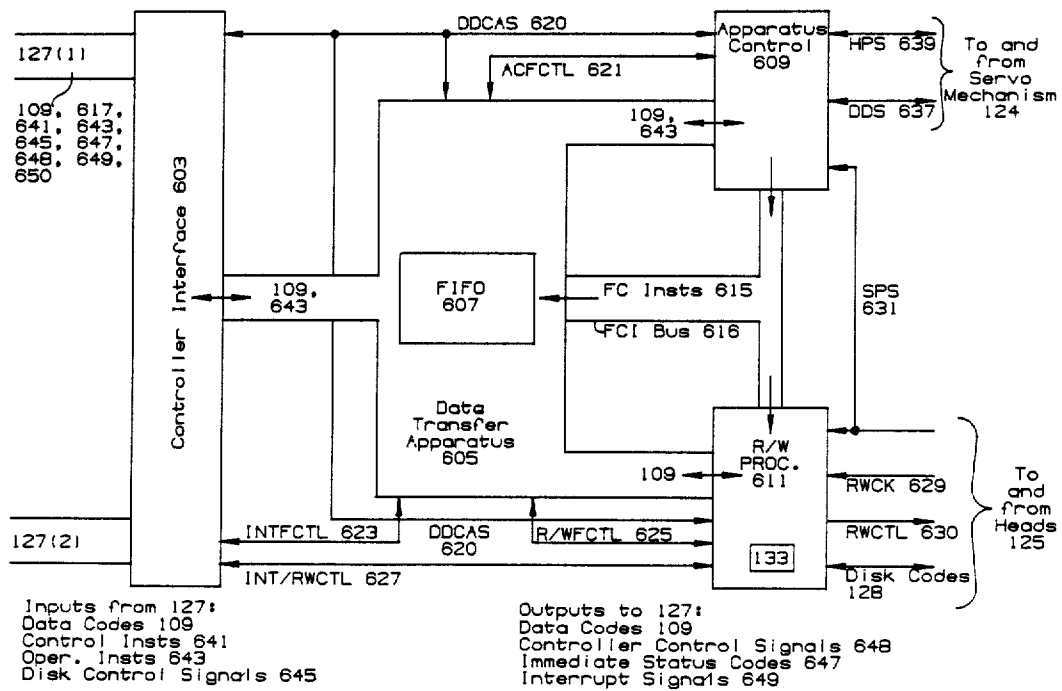 DDCAS 620
127(1)
109, 617,
641, 643,
645, 647,
648, 649,
650
Controller Interface 603
ACFCTL 621
Apparatus
Control
609
HPS 639
DDS 637
To and
from
Servo
Mechanism
124
109,
643
109,
643
FIFO
607
FC Insts 615
FCI Bus 616
SPS
631
Data
Transfer
Apparatus
605
R/W
PROC.
611
109
133
RWCK 629
RWCTL 630
Disk Codes
128
To
and
from
Heads
125
127(2)
INTFCTL 623
DDCAS
620
R/WFCTL 625
INT/RWCTL 627
Inputs from 127:
Data Codes 109
Control Insts 641
Oper. Insts 643
Disk Control Signals 645
Outputs to 127:
Data Codes 109
Controller Control Signals 648
Immediate Status Codes 647
Interrupt Signals 649